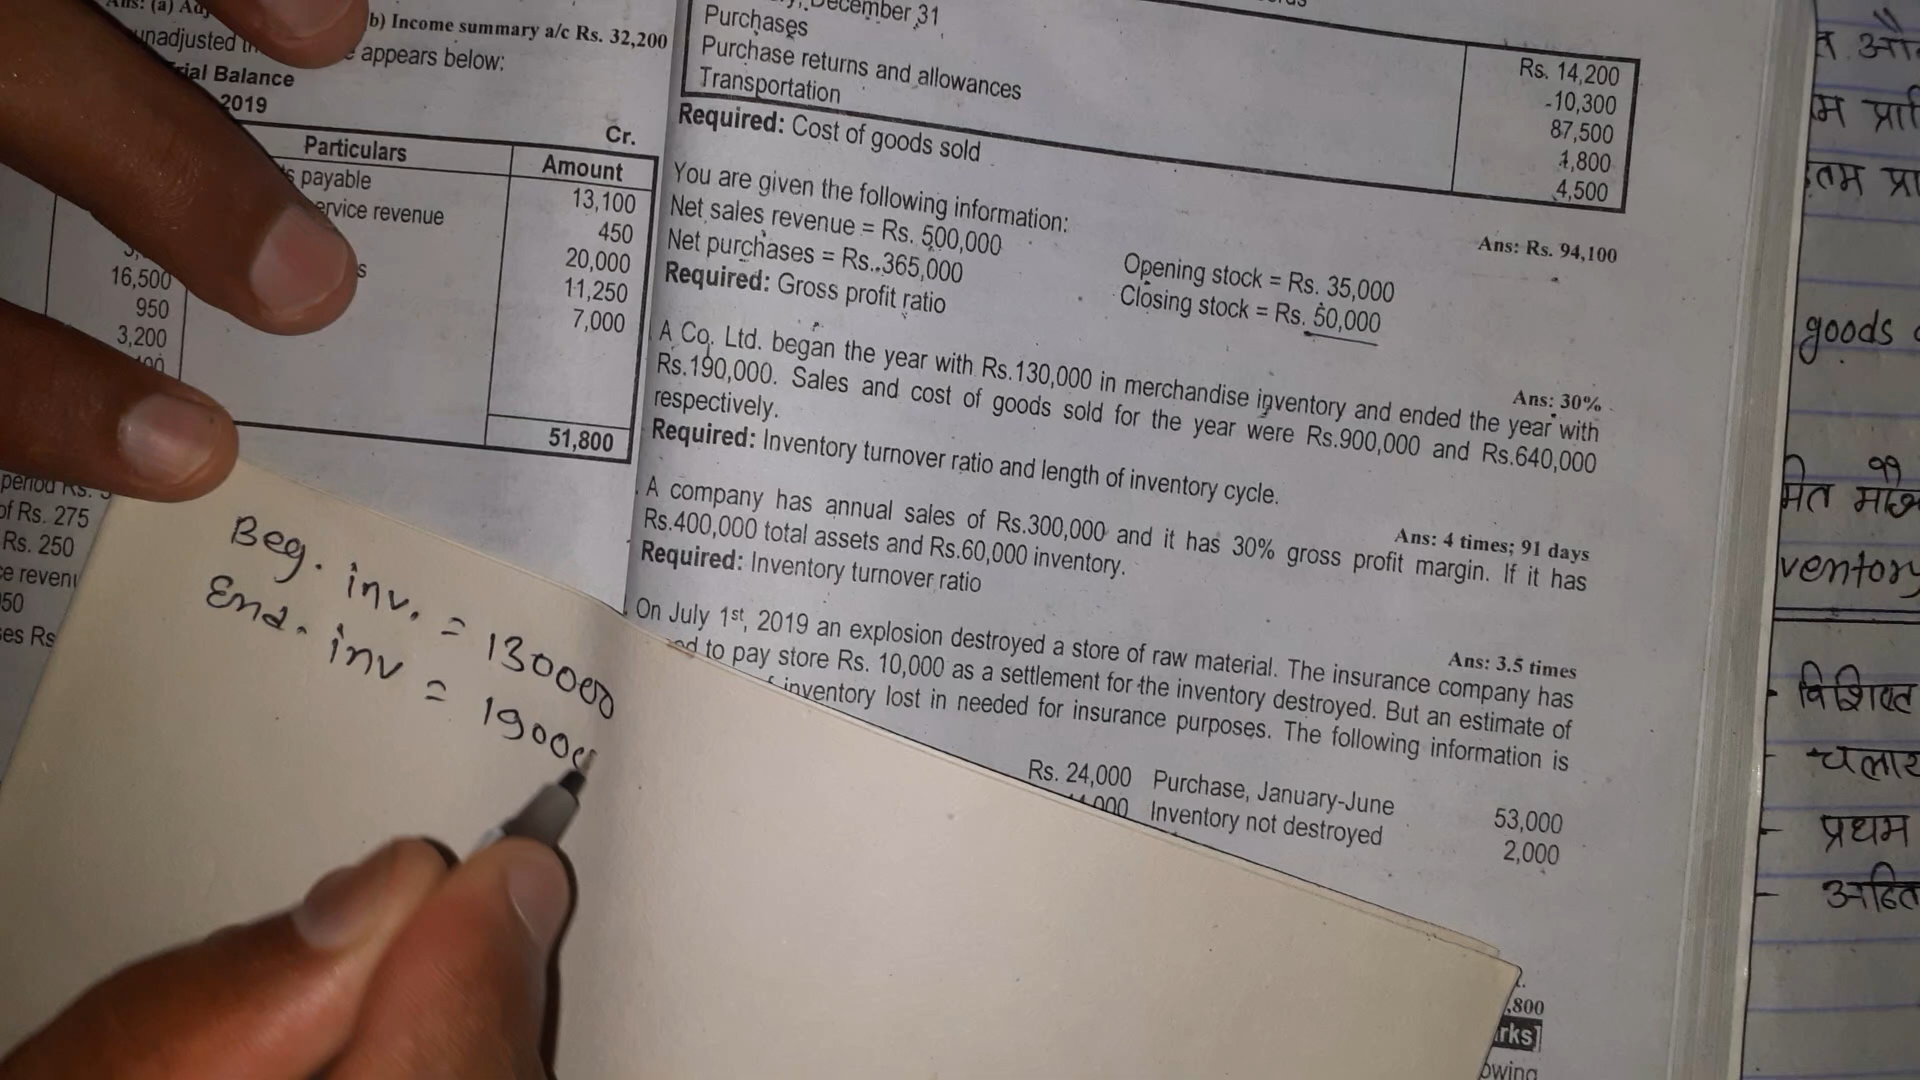 b) Income summary a/c Rs. 32,200
appears below:
Trial Balance
2019
Cr.
Particulars
Amount
payable
13,100
service revenue
450
20,000
11,250
7,000
16,500
950
3,200
51,800
period Rs.
of Rs. 275
Rs. 250
50
Rs
December 31
Purchases
Rs. 14,200
Purchase returns and allowances
10,300
Transportation
87,500
1,800
4,500
Required: Cost of goods sold
Ans: Rs. 94,100
You are given the following information:
Net sales revenue = Rs. 500,000
Opening stock = Rs. 35,000
Net purchases = Rs. 365,000
Closing stock = Rs. 50,000
Required: Gross profit ratio
Ans: 30%
A Co. Ltd. began the year with Rs.130,000 in merchandise inventory and ended the year with
Rs.190,000. Sales and cost of goods sold for the year were Rs.900,000 and Rs.640,000
respectively.
Required: Inventory turnover ratio and length of inventory cycle.
Ans: 4 times; 91 days
A company has annual sales of Rs.300,000 and it has 30% gross profit margin. If it has
Rs.400,000 total assets and Rs.60,000 inventory.
Required: Inventory turnover ratio
Ans: 3.5 times
On July 1st, 2019 an explosion destroyed a store of raw material. The insurance company has
to pay store Rs. 10,000 as a settlement for the inventory destroyed. But an estimate of
inventory lost in needed for insurance purposes. The following information is
Rs. 24,000 Purchase, January-June 53,000
Inventory not destroyed 2,000
Beg. inv. = 130000
End. inv = 19000
goods
प्रथम